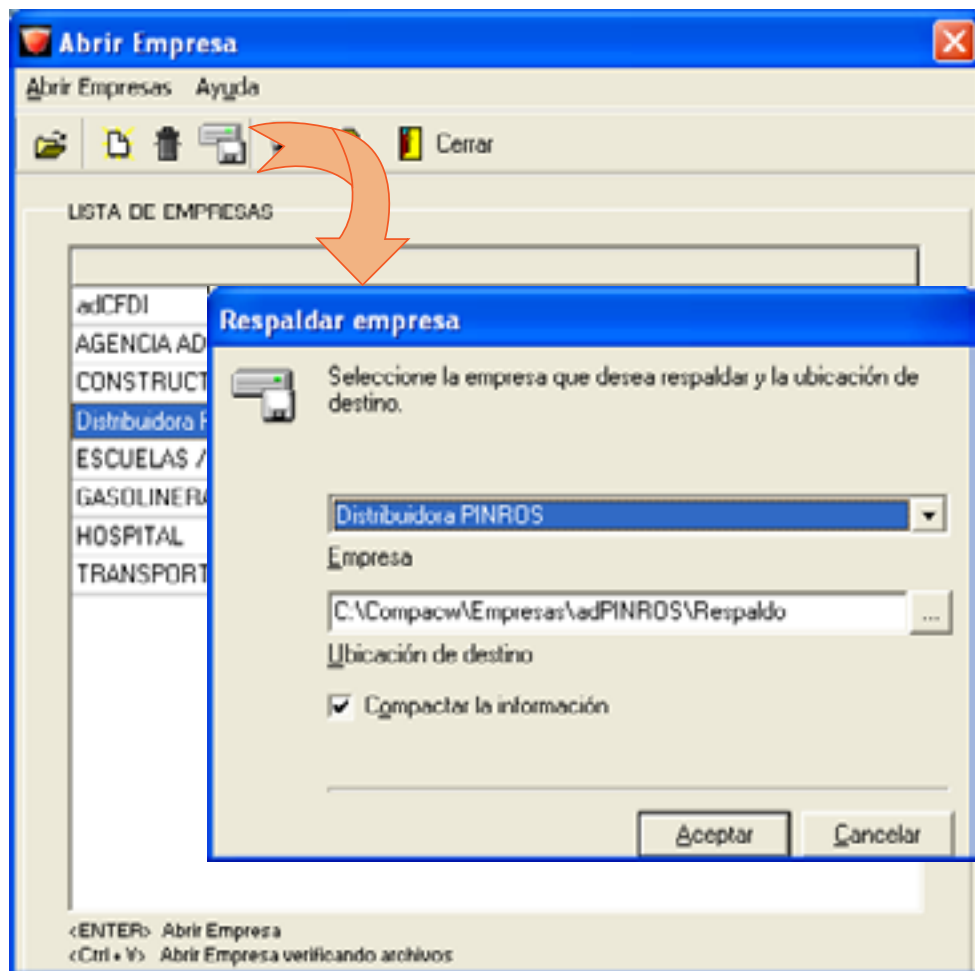 Abrir Empresa
Abrir Empresas Ayuda
Cerrar
LISTA DE EMPRESAS
adCFDI
AGENCIA AD
CONSTRUCT
Distribuidora P
ESCUELAS /
GASOLINERA
HOSPITAL
TRANSPORT
Respaldar empresa
Seleccione la empresa que desea respaldar y la ubicación de
destino.
Distribuidora PINROS
Empresa
C:\Compacw\Empresas\adPINROS\Respaldo
...
Ubicación de destino
Compactar la información
Aceptar Cancelar
<ENTER> Abrir Empresa
<Ctrl + V> Abrir Empresa verificando archivos